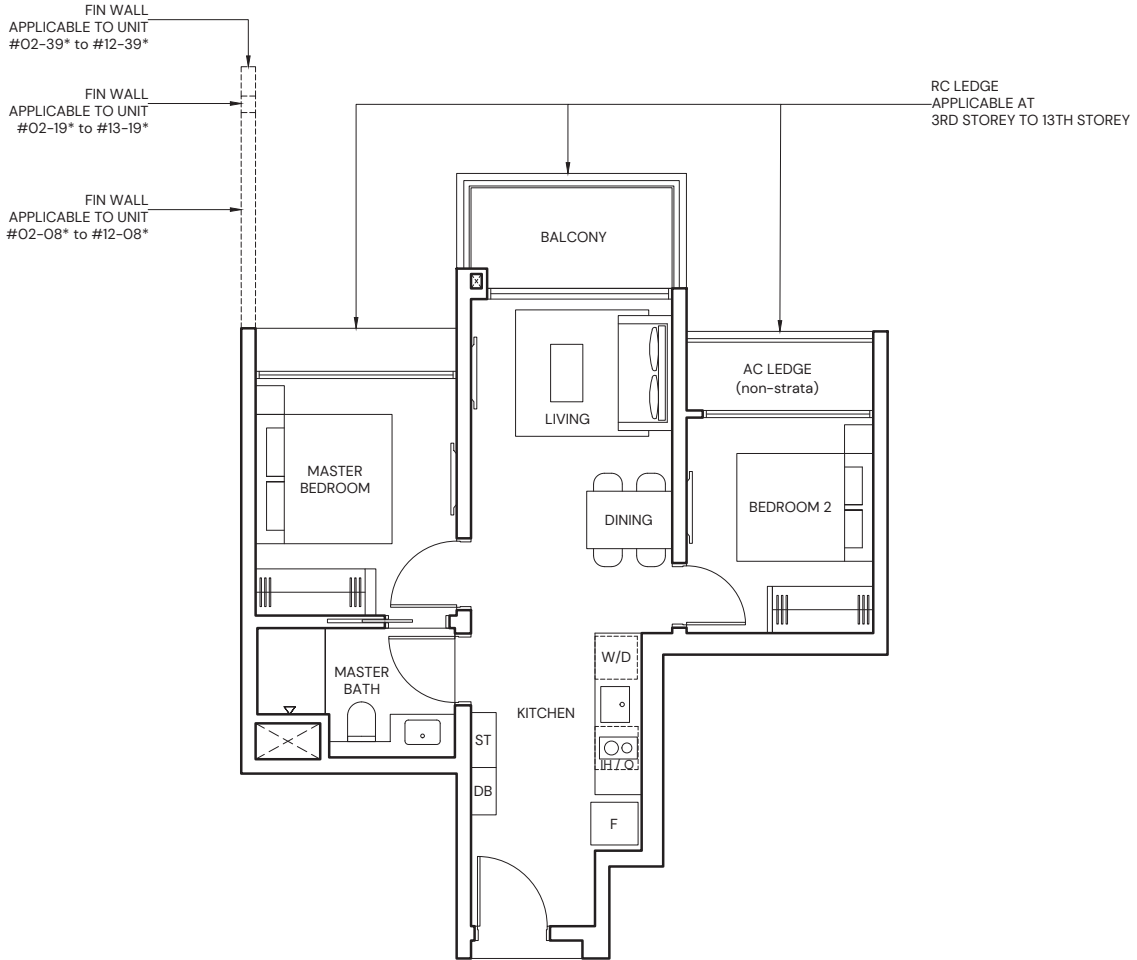 FIN WALL
APPLICABLE TO UNIT
#02-39* to #12-39*
FIN WALL
APPLICABLE TO UNIT
#02-19* to #13-19*
RC LEDGE
APPLICABLE AT
3RD STOREY TO 13TH STOREY
FIN WALL
APPLICABLE TO UNIT
#02-08* to #12-08*
BALCONY
AC LEDGE
(non-strata)
LIVING
MASTER
BEDROOM
BEDROOM 2
DINING
W/D
MASTER
BATH
KITCHEN
ST
IH / O
DB
F